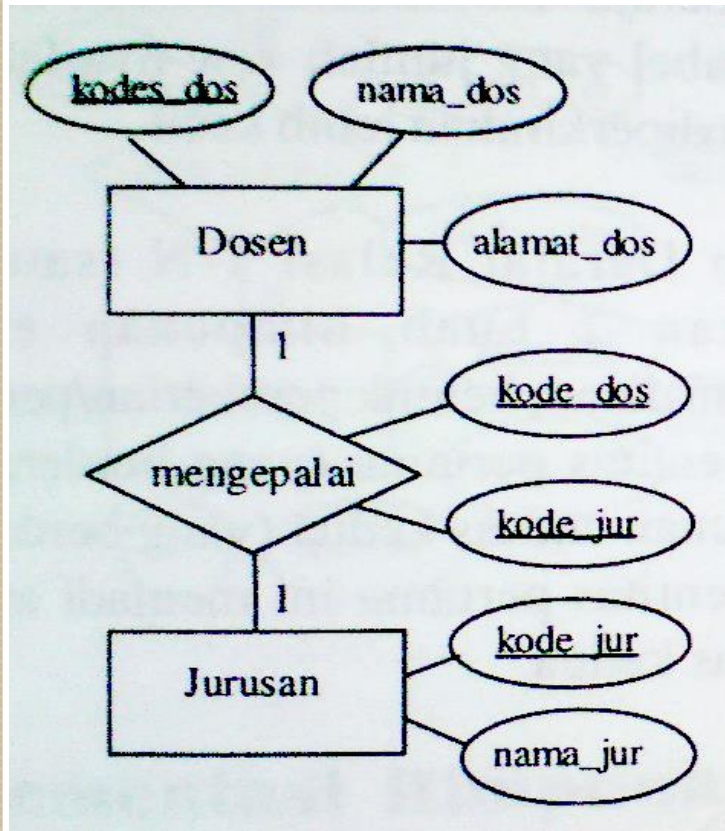 kodes_dos
nama_dos
Dosen
alamat_dos
1
kode_dos
mengepalai
kode_jur
1
kode_jur
Jurusan
nama_jur